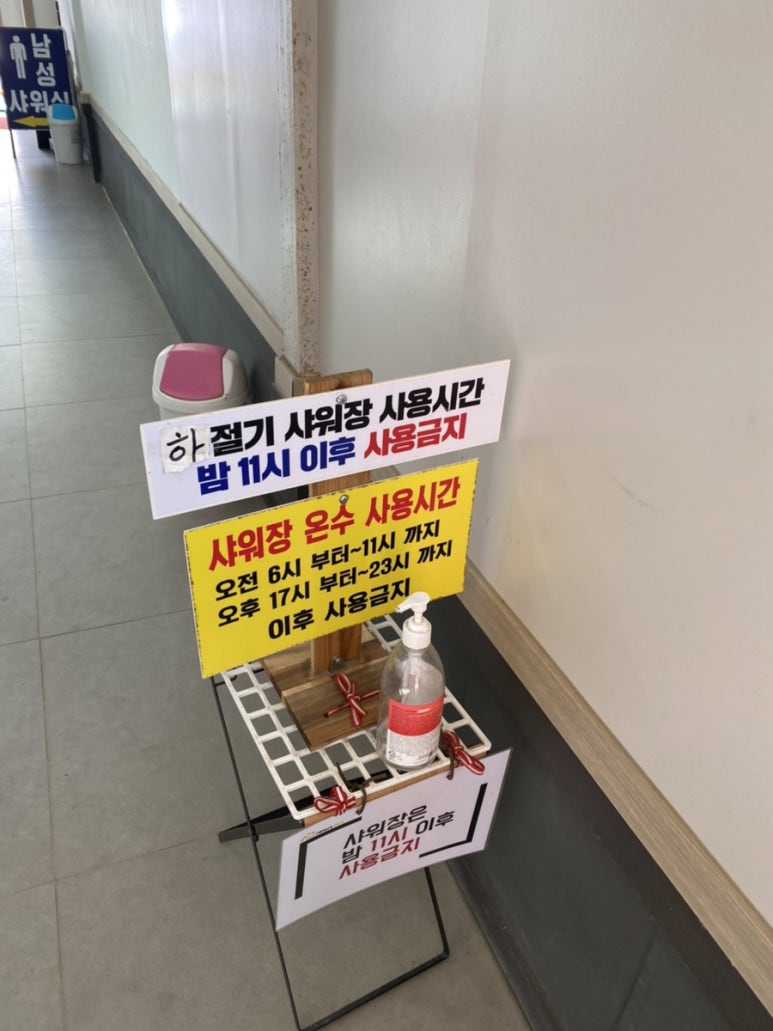 남
성
샤워실
하절기 샤워장 사용시간
밤 11시 이후 사용금지
샤워장 온수 사용시간
오전 6시 부터~11시 까지
오후 17시 부터~23시 까지
이후 사용금지
샤워장은
밤 11시 이후
사용금지